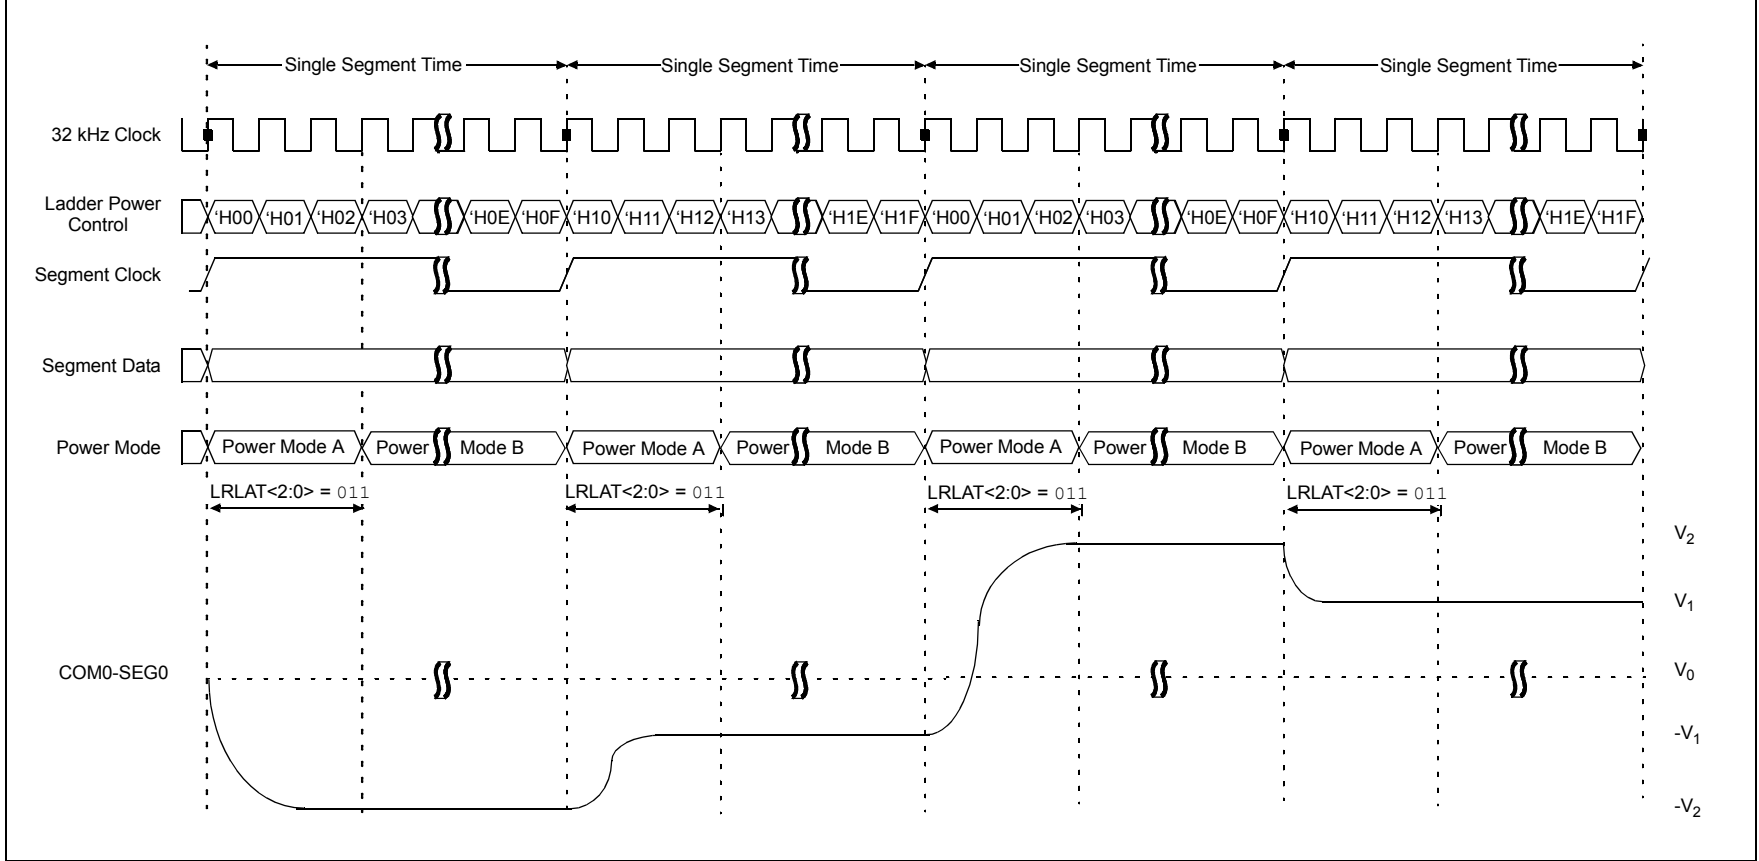 Single Segment Time Single Segment Time Single Segment Time Single Segment Time
32 kHz Clock
Ladder Power
Control
‘H00 ‘H01 ‘H02 ‘H03 ‘H0E ‘H0F ‘H10 ‘H11 ‘H12 ‘H13 ‘H1E ‘H1F ‘H00 ‘H01 ‘H02 ‘H03 ‘H0E ‘H0F ‘H10 ‘H11 ‘H12 ‘H13 ‘H1E ‘H1F
Segment Clock
Segment Data
Power Mode Power Mode A Power Mode B Power Mode A Power Mode B Power Mode A Power Mode B Power Mode A Power Mode B
LRLAT<2:0> = 011 LRLAT<2:0> = 011 LRLAT<2:0> = 011 LRLAT<2:0> = 011
V2
V1
COM0-SEG0 V0
-V1
-V2